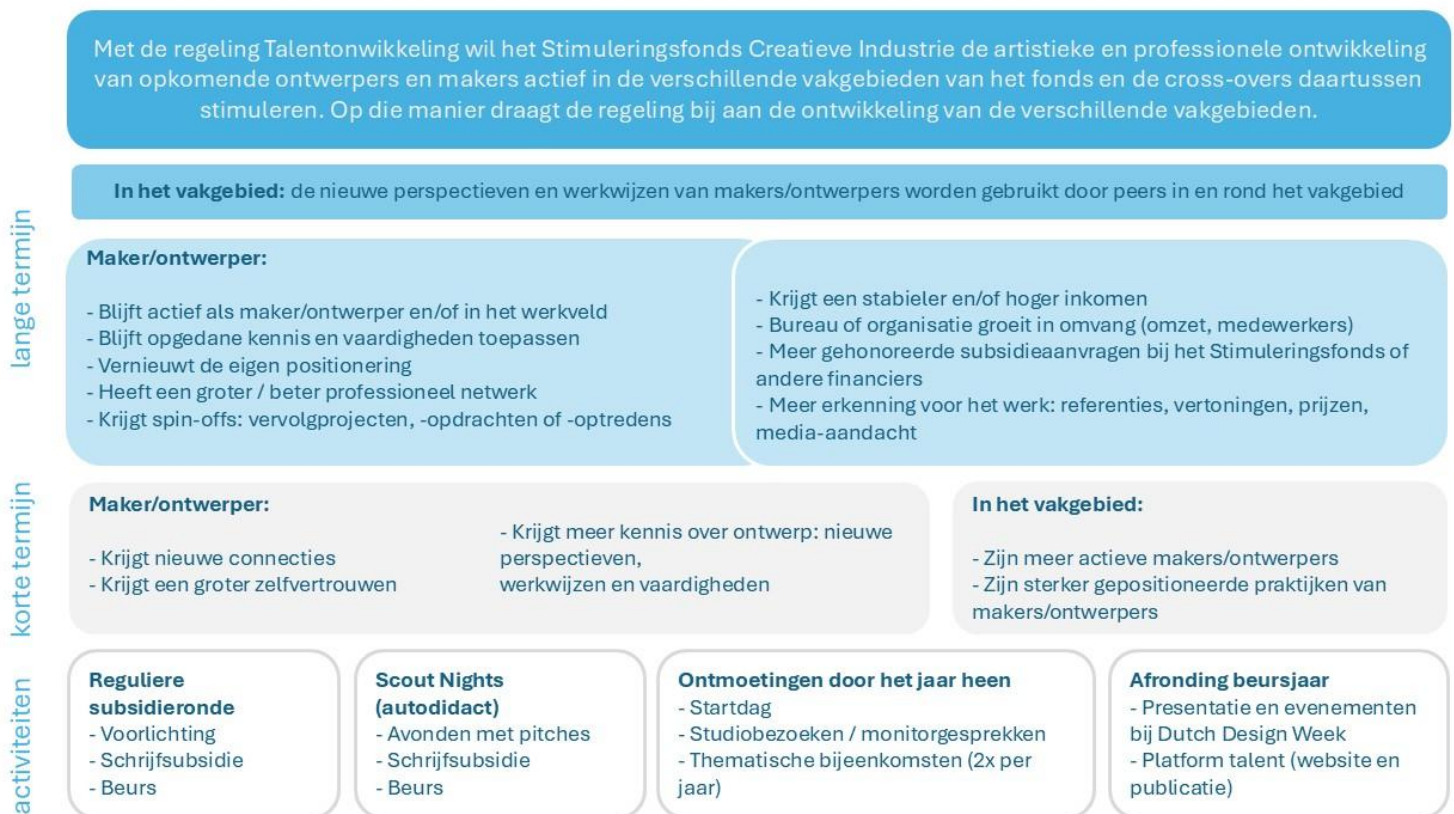 Met de regeling Talentonwikkeling wil het Stimuleringsfonds Creatieve Industrie de artistieke en professionele ontwikkeling
van opkomende ontwerpers en makers actief in de verschillende vakgebieden van het fonds en de cross-overs daartussen
stimuleren. Op die manier draagt de regeling bij aan de ontwikkeling van de verschillende vakgebieden.
lange termijn
In het vakgebied: de nieuwe perspectieven en werkwijzen van makers/ontwerpers worden gebruikt door peers in en rond het vakgebied
Maker/ontwerper:
- Blijft actief als maker/ontwerper en/of in het werkveld
- Blijft opgedane kennis en vaardigheden toepassen
- Vernieuwt de eigen positionering
- Heeft een groter / beter professioneel netwerk
- Krijgt spin-offs: vervolgprojecten, -opdrachten of -optredens
- Krijgt een stabieler en/of hoger inkomen
- Bureau of organisatie groeit in omvang (omzet, medewerkers)
- Meer gehonoreerde subsidieaanvragen bij het Stimuleringsfonds of
andere financiers
- Meer erkenning voor het werk: referenties, vertoningen, prijzen,
media-aandacht
korte termijn
Maker/ontwerper:
- Krijgt nieuwe connecties
- Krijgt een groter zelfvertrouwen
- Krijgt meer kennis over ontwerp: nieuwe
perspectieven,
werkwijzen en vaardigheden
In het vakgebied:
- Zijn meer actieve makers/ontwerpers
- Zijn sterker gepositioneerde praktijken van
makers/ontwerpers
activiteiten
Reguliere
subsidieronde
- Voorlichting
- Schrijfsubsidie
- Beurs
Scout Nights
(autodidact)
- Avonden met pitches
- Schrijfsubsidie
- Beurs
Ontmoetingen door het jaar heen
- Startdag
- Studiobezoeken / monitorgesprekken
- Thematische bijeenkomsten (2x per
jaar)
Afronding beursjaar
- Presentatie en evenementen
bij Dutch Design Week
- Platform talent (website en
publicatie)